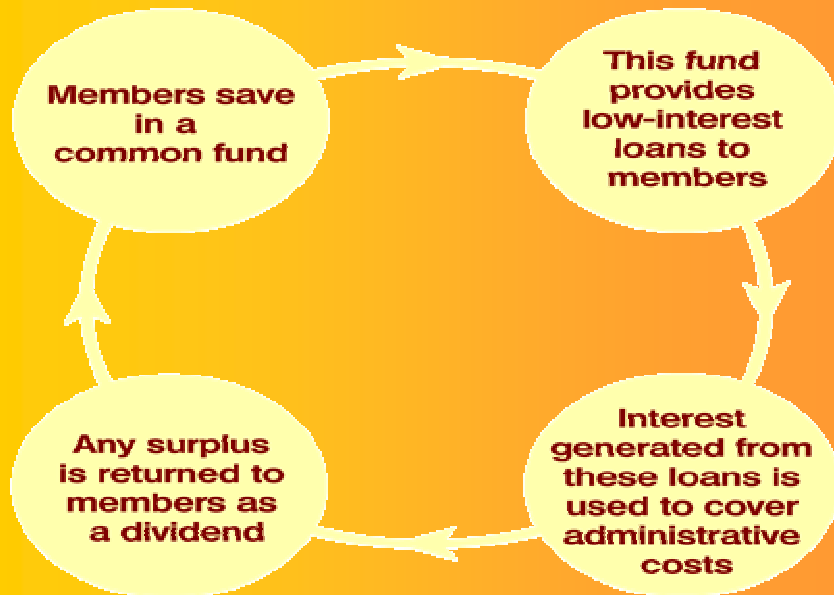 Members save
in a
common fund
This fund
provides
low-interest
loans to
members
Interest
generated from
these loans is
used to cover
administrative
costs
Any surplus
is returned to
members as
a dividend